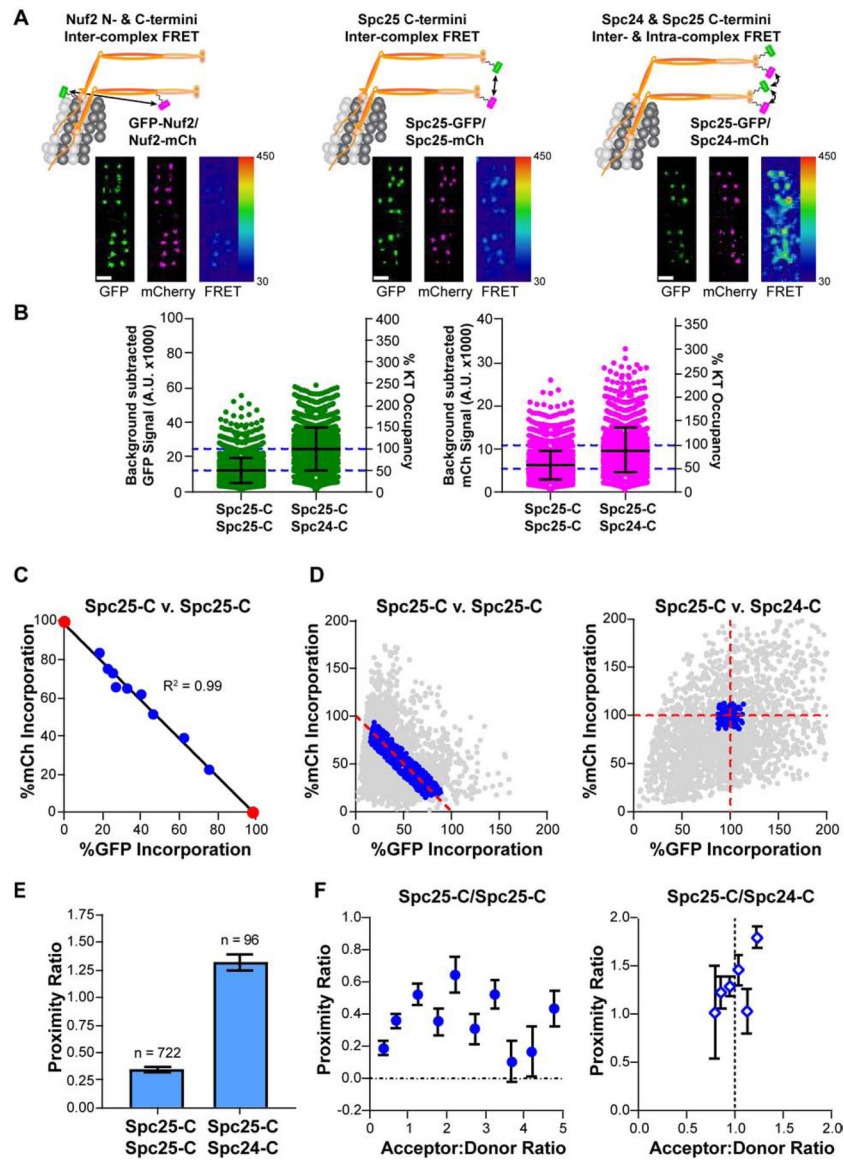 A
Nuf2 N- & C-termini
Inter-complex FRET
Spc25 C-termini
Inter-complex FRET
Spc24 & Spc25 C-termini
Inter- & Intra-complex FRET
GFP-Nuf2/
Nuf2-mCh
Spc25-GFP/
Spc25-mCh
Spc25-GFP/
Spc24-mCh
450
30
450
30
GFP
mCherry
FRET
GFP
mCherry
FRET
GFP
mCherry
FRET
B
Background subtracted
GFP Signal (A.U. x1000)
100
80
60
40
20
0
400
350
300
250
200
150
100
50
0
% KT Occupancy
Spc25-C
Spc25-C
Spc25-C
Spc24-C
Background subtracted
mCh Signal (A.U. x1000)
40
30
20
10
0
350
300
250
200
150
100
50
0
% KT Occupancy
Spc25-C
Spc25-C
Spc25-C
Spc24-C
C
Spc25-C v. Spc25-C
%mCh Incorporation
100
80
60
40
20
0
R² = 0.99
0 20 40 60 80 100
%GFP Incorporation
D
Spc25-C v. Spc25-C
%mCh Incorporation
200
150
100
50
0
0 50 100 150 200
%GFP Incorporation
Spc25-C v. Spc24-C
200
150
100
50
0
0 50 100 150 200
%GFP Incorporation
E
Proximity Ratio
1.75
1.50
1.25
1.00
0.75
0.50
0.25
0.00
n = 722
n = 96
Spc25-C
Spc25-C
Spc25-C
Spc24-C
F
Spc25-C/Spc25-C
Proximity Ratio
1.0
0.8
0.6
0.4
0.2
0.0
-0.2
0 1 2 3 4 5
Acceptor:Donor Ratio
Spc25-C/Spc24-C
Proximity Ratio
2.0
1.5
1.0
0.5
0.0
0.0 0.5 1.0 1.5 2.0
Acceptor:Donor Ratio